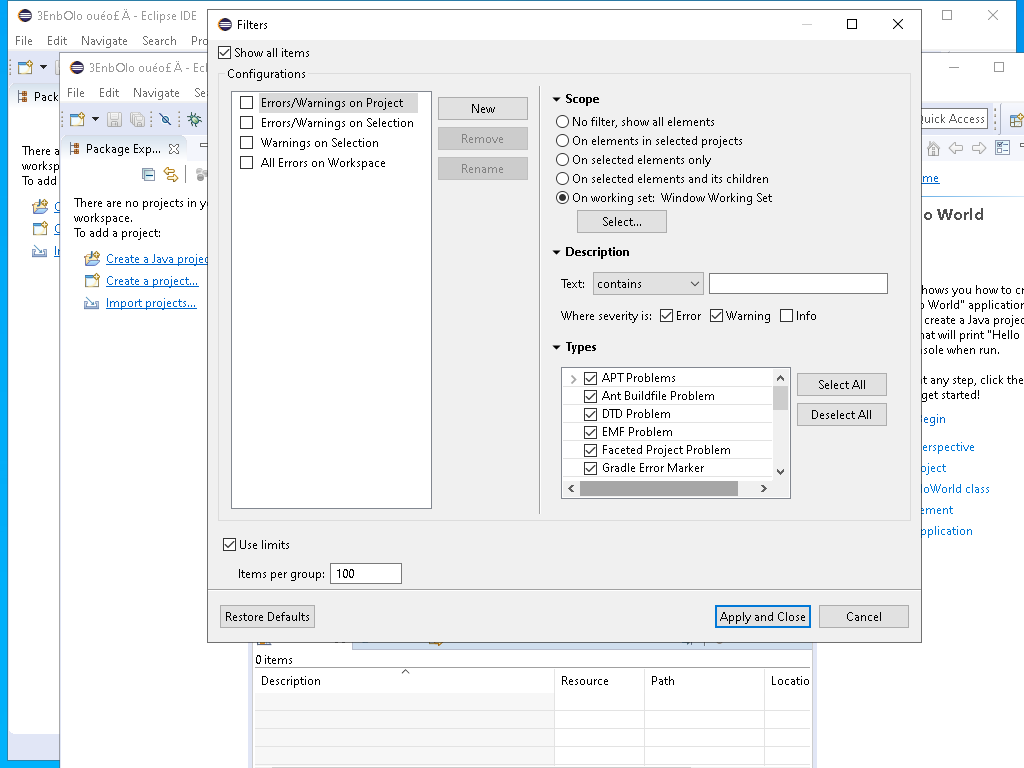 3EnbOlo ouéo£Ä - Eclipse IDE
File Edit Navigate Search
3EnbOlo ouéo£Ä - Ecl
File Edit Navigate
Filters
Show all items
Configurations
Errors/Warnings on Project
Errors/Warnings on Selection
Warnings on Selection
All Errors on Workspace
New
Remove
Rename
Scope
No filter, show all elements
On elements in selected projects
On selected elements only
On selected elements and its children
On working set: Window Working Set
Select...
Description
Text: contains
Where severity is: Error Warning Info
Types
APT Problems
Ant Buildfile Problem
DTD Problem
EMF Problem
Faceted Project Problem
Gradle Error Marker
Select All
Deselect All
Use limits
Items per group: 100
Restore Defaults
Apply and Close
Cancel
Pack
There a
worksp
To add
Package Exp...
There are no projects in y
workspace.
To add a project:
Create a Java projec
Create a project...
Import projects...
Quick Access
me
o World
hows you how to cr
o World" application
create a Java projec
hat will print "Hello
sole when run.
t any step, click the
get started!
egin
erspective
oject
loWorld class
ement
pplication
0 items
Description Resource Path Locatio